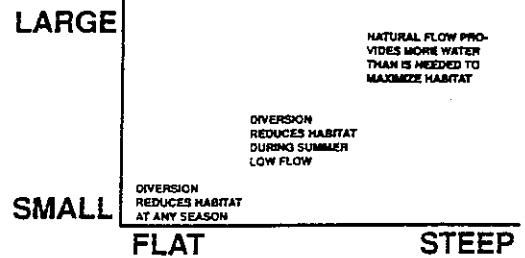 LARGE
NATURAL FLOW PRO-
VIDES MORE WATER
THAN IS NEEDED TO
MAXIMIZE HABITAT
DIVERSION
REDUCES HABITAT
DURING SUMMER
LOW FLOW
DIVERSION
REDUCES HABITAT
AT ANY SEASON
SMALL
FLAT
STEEP